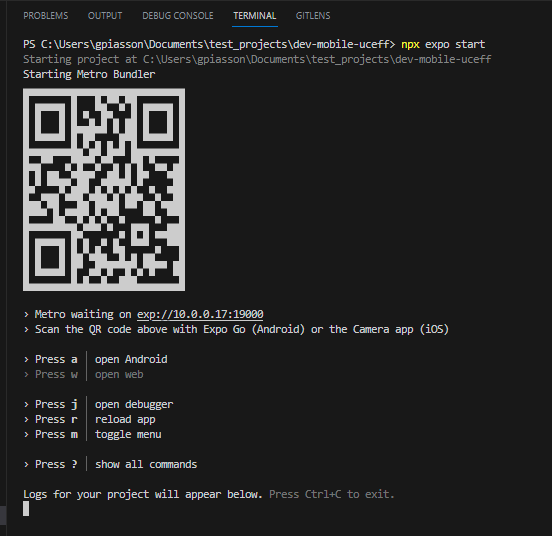 PROBLEMS OUTPUT DEBUG CONSOLE TERMINAL GITLENS
PS C:\Users\gpiasson\Documents\test_projects\dev-mobile-uceff> npx expo start
Starting project at C:\Users\gpiasson\Documents\test_projects\dev-mobile-uceff
Starting Metro Bundler
› Metro waiting on exp://10.0.0.17:19000
› Scan the QR code above with Expo Go (Android) or the Camera app (iOS)
› Press a │ open Android
› Press w │ open web
› Press j │ open debugger
› Press r │ reload app
› Press m │ toggle menu
› Press ? │ show all commands
Logs for your project will appear below. Press Ctrl+C to exit.